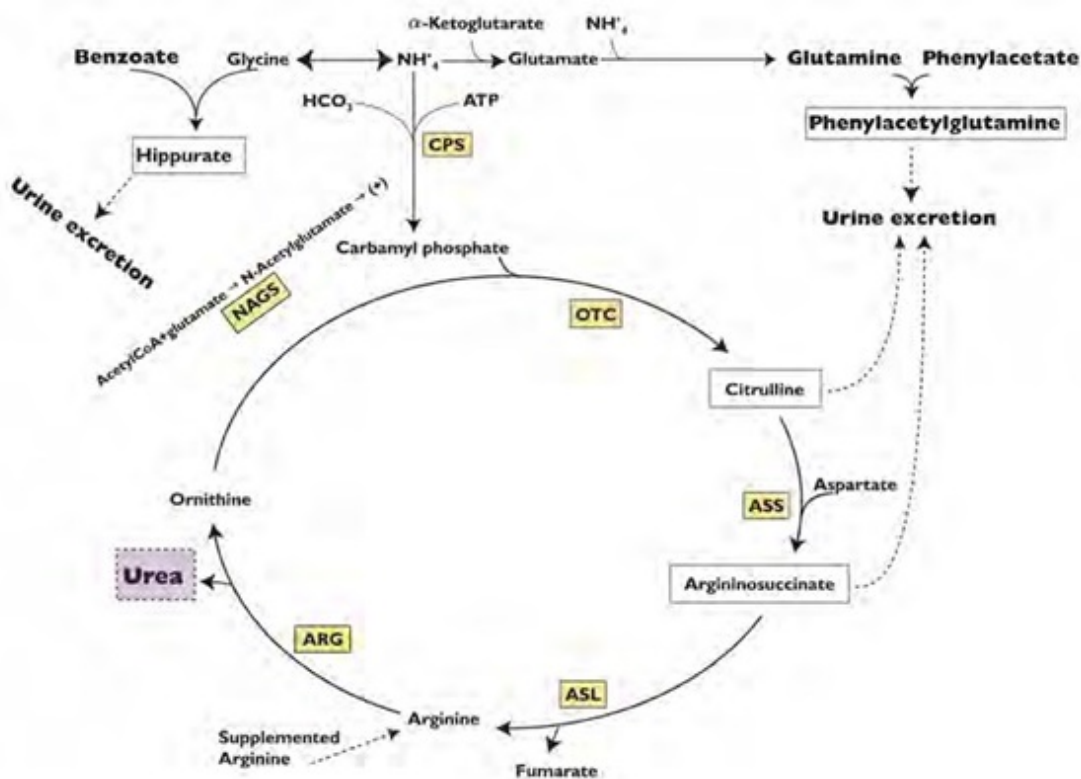 α-Ketoglutarate
NH⁺₄
Benzoate
Glycine
NH⁺₄
Glutamate
Glutamine
Phenylacetate
HCO₃
ATP
Phenylacetylglutamine
CPS
Hippurate
Urine excretion
Urine excretion
Carbamyl phosphate
AcetylCoA+glutamate → N-Acetylglutamate → (+)
NAGS
OTC
Citrulline
Aspartate
Ornithine
ASS
Urea
Argininosuccinate
ARG
ASL
Arginine
Supplemented
Arginine
Fumarate